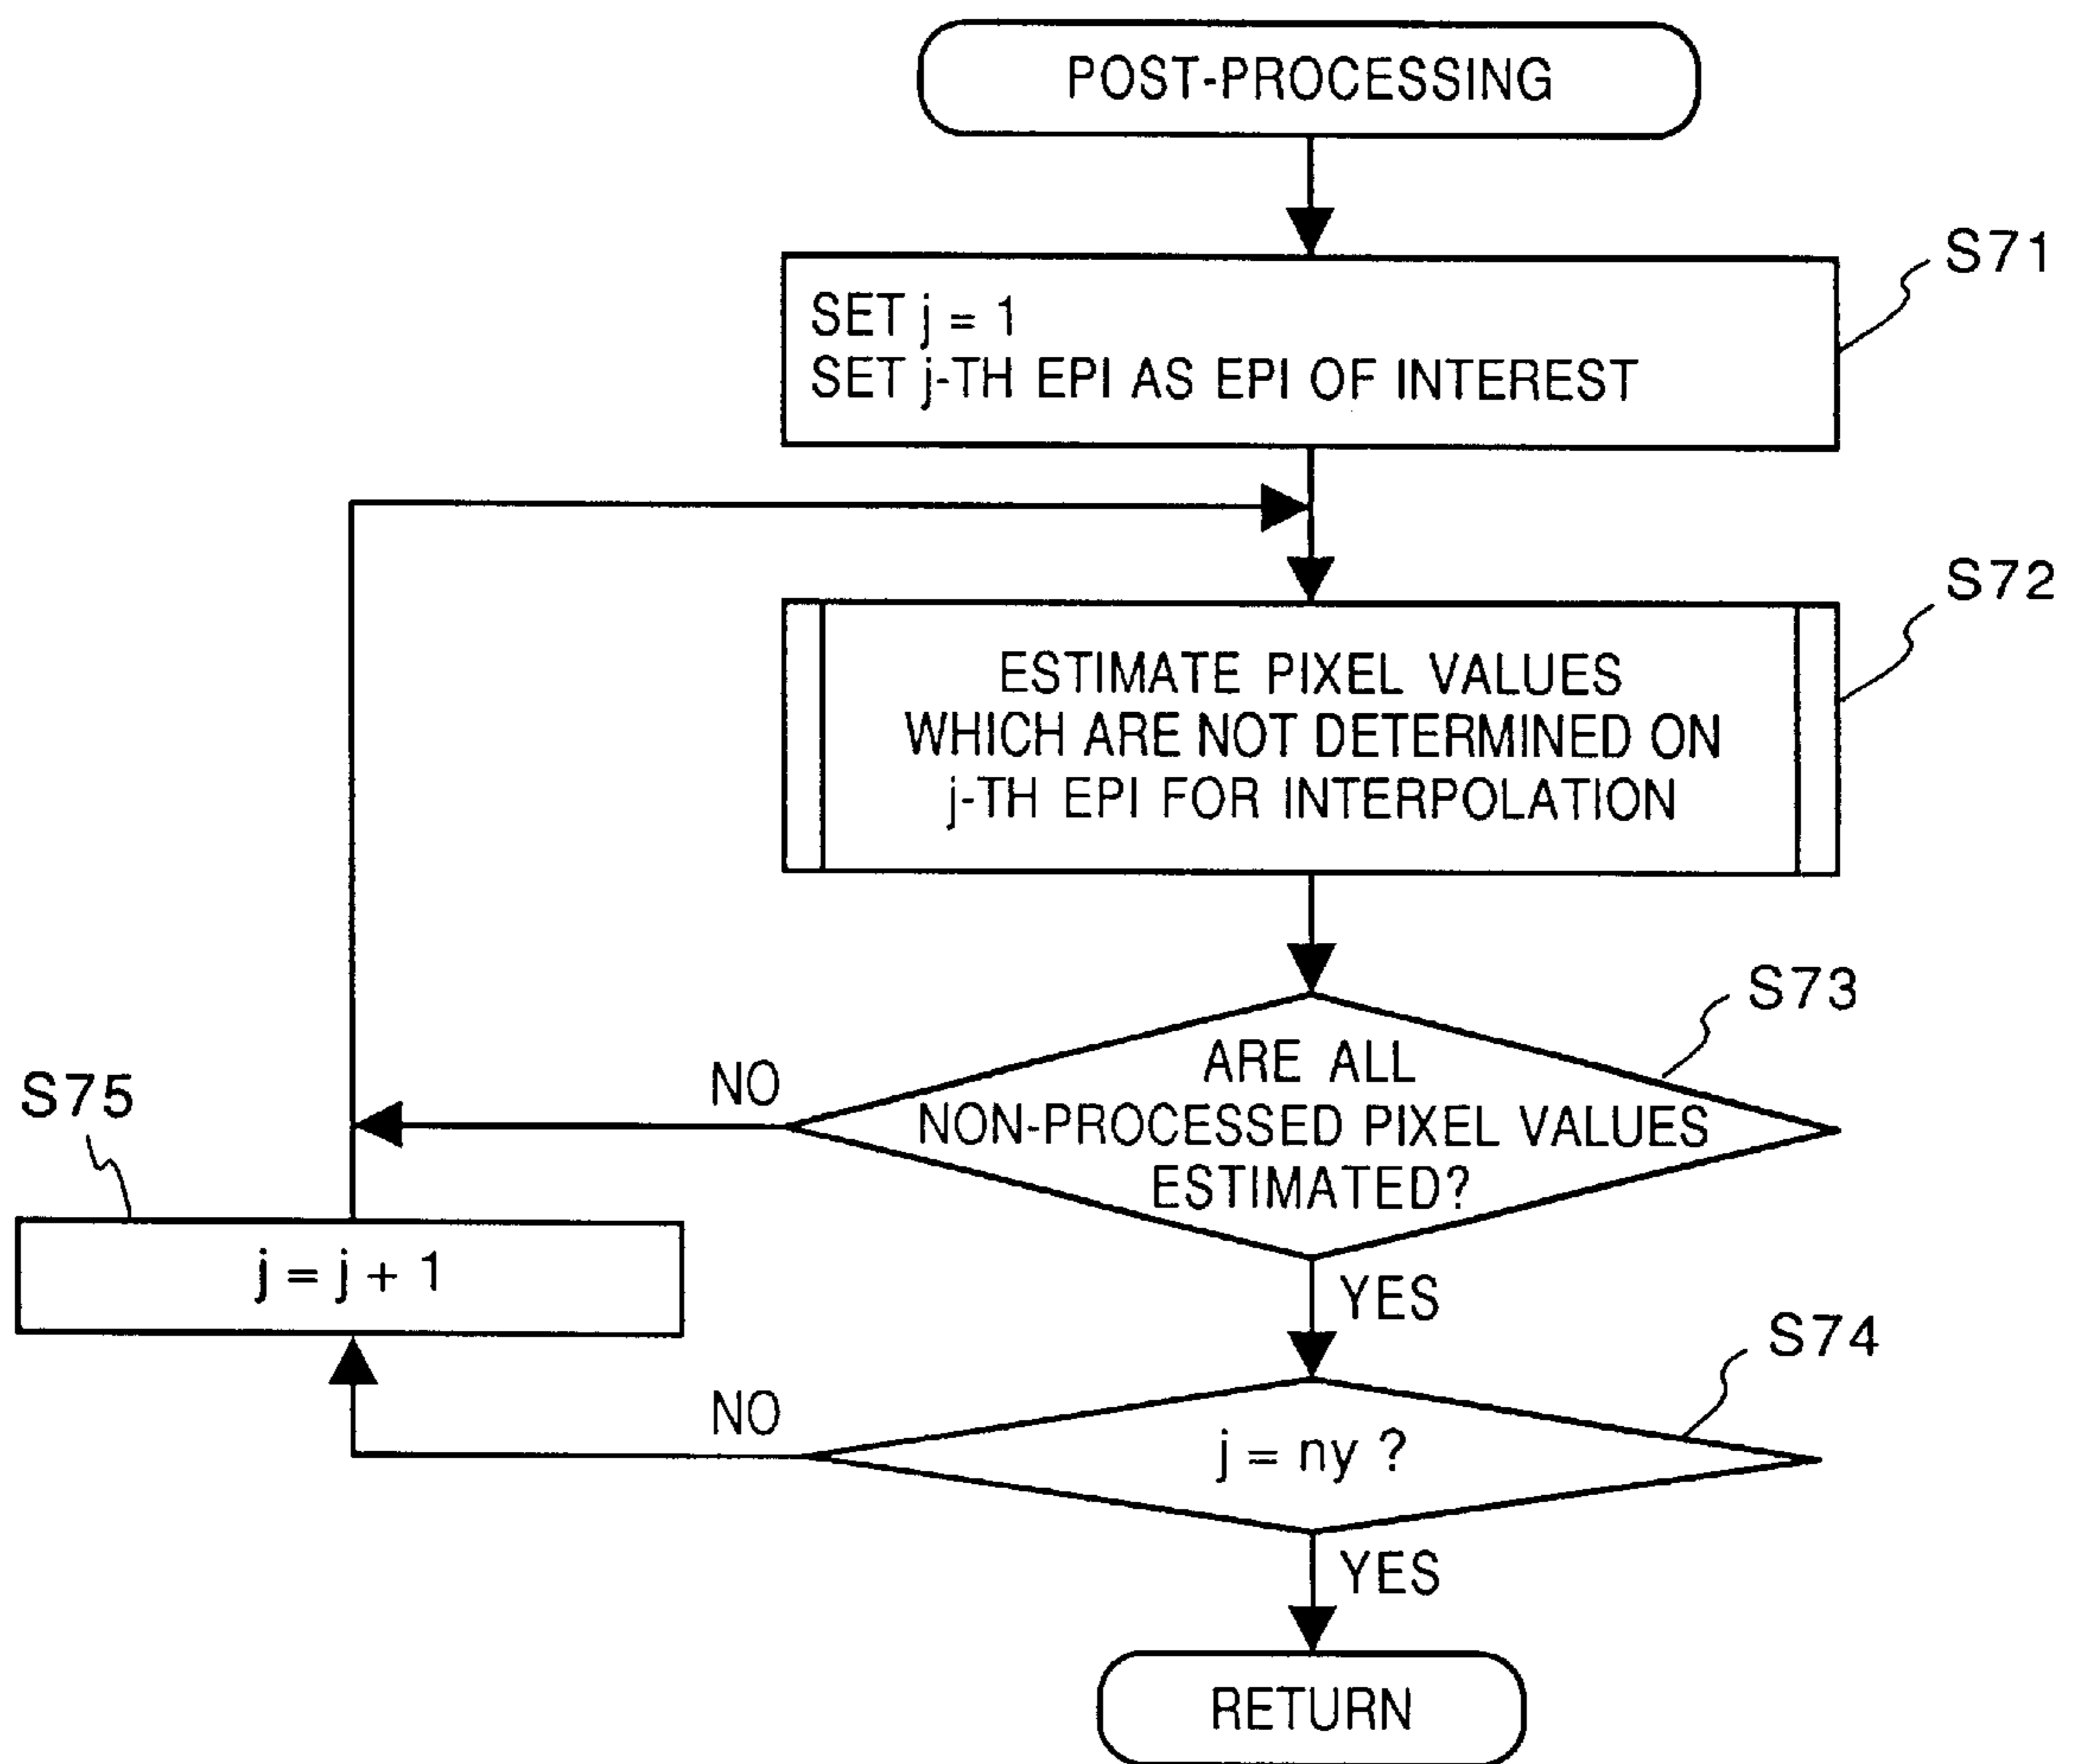 POST-PROCESSING
S71
SET j = 1
SET j-TH EPI AS EPI OF INTEREST
S72
ESTIMATE PIXEL VALUES
WHICH ARE NOT DETERMINED ON
j-TH EPI FOR INTERPOLATION
S73
ARE ALL
NON-PROCESSED PIXEL VALUES
ESTIMATED?
NO
S75
j = j + 1
YES
S74
NO
j = ny ?
YES
RETURN